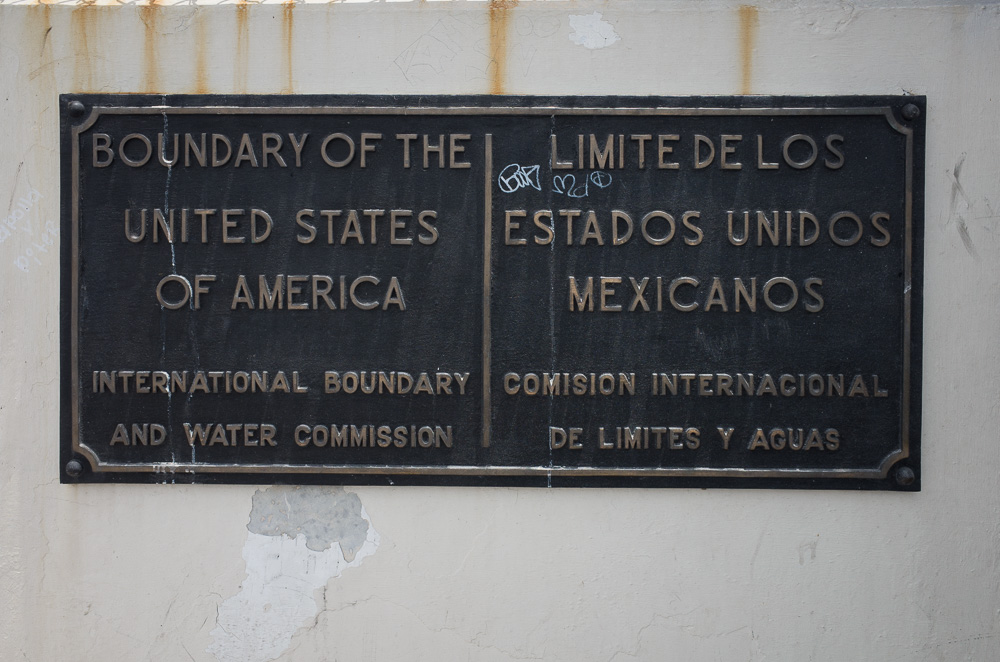 BOUNDARY OF THE
UNITED STATES
OF AMERICA
INTERNATIONAL BOUNDARY
AND WATER COMMISSION
LIMITE DE LOS
ESTADOS UNIDOS
MEXICANOS
COMISION INTERNACIONAL
DE LIMITES Y AGUAS